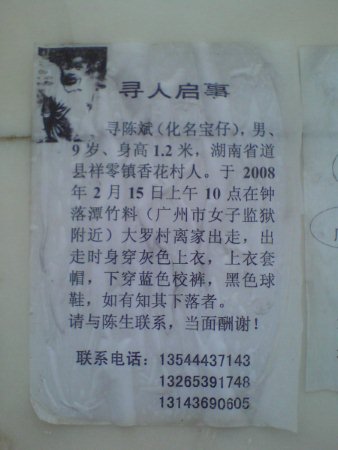 寻人启事
寻陈斌（化名宝仔），男、
9岁、身高1.2米，湖南省道
县祥零镇香花村人。于2008
年2月15日上午10点在钟
落潭竹料（广州市女子监狱
附近）大罗村离家出走，出
走时身穿灰色上衣，上衣套
帽，下穿蓝色校裤，黑色球
鞋，如有知其下落者。
请与陈生联系，当面酬谢！
联系电话：13544437143
13265391748
13143690605